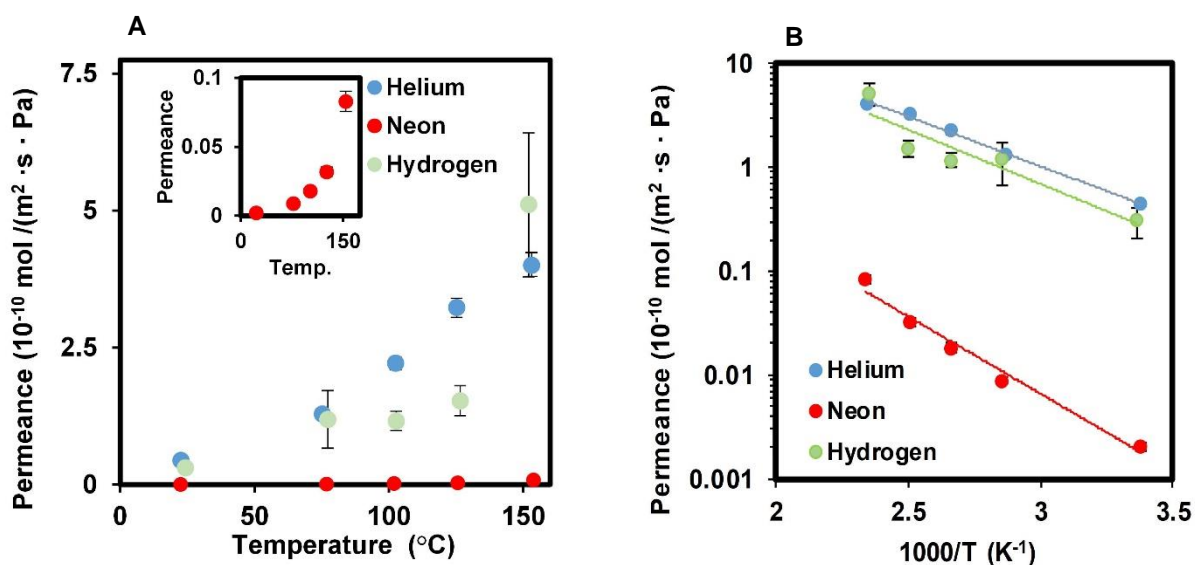 A
Permeance (10⁻¹⁰ mol /(m² ·s · Pa)
7.5
5
2.5
0
0
50
100
150
Temperature (°C)
Permeance
0.1
0.05
0
0
150
Temp.
Helium
Neon
Hydrogen
B
Permeance (10⁻¹⁰ mol /(m² ·s · Pa)
10
1
0.1
0.01
0.001
2
2.5
3
3.5
1000/T (K⁻¹)
Helium
Neon
Hydrogen